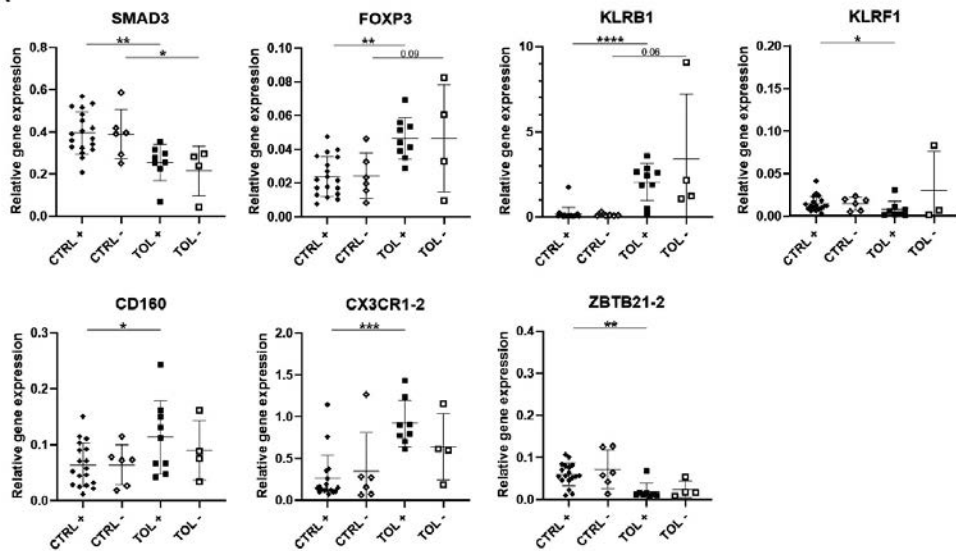 SMAD3
Relative gene expression
0.8
0.6
0.4
0.2
0.0
**
*
CTRL +
CTRL -
TOL +
TOL -
FOXP3
Relative gene expression
0.10
0.08
0.06
0.04
0.02
0.00
**
0.09
CTRL +
CTRL -
TOL +
TOL -
KLRB1
Relative gene expression
10
5
0
****
0.06
CTRL +
CTRL -
TOL +
TOL -
KLRF1
Relative gene expression
0.20
0.15
0.10
0.05
0.00
*
CTRL +
CTRL -
TOL +
TOL -
CD160
Relative gene expression
0.3
0.2
0.1
0.0
*
CTRL +
CTRL -
TOL +
TOL -
CX3CR1-2
Relative gene expression
2.0
1.5
1.0
0.5
0.0
***
CTRL +
CTRL -
TOL +
TOL -
ZBTB21-2
Relative gene expression
0.4
0.3
0.2
0.1
0.0
**
CTRL +
CTRL -
TOL +
TOL -